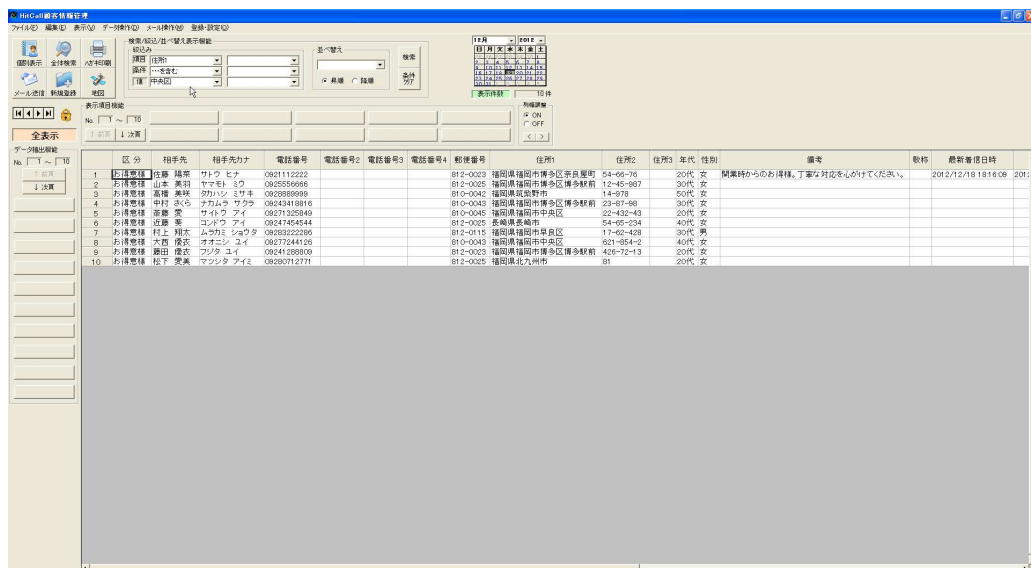 HitCall顧客情報管理
ファイル(F) 編集(E) 表示(V) データ操作(D) メール操作(M) 登録・設定(O)
個別表示 全体検索 ハガキ印刷
メール送信 新規登録 地図
検索/絞込/並べ替え表示機能
絞込み
項目 住所1
条件 …を含む
値 中央区
並べ替え
昇順 降順
検索
条件クリア
12月 2012
日 月 火 水 木 金 土
表示件数 10 件
全表示
表示項目機能
No. 1 ～ 10
↑ 前頁 ↓ 次頁
列幅調整
ON
OFF
< >
データ抽出機能
No. 1 ～ 10
↑ 前頁
↓ 次頁
区 分 相手先 相手先カナ 電話番号 電話番号2 電話番号3 電話番号4 郵便番号 住所1 住所2 住所3 年代 性別 備考 敬称 最新着信日時
1 お得意様 佐藤 陽菜 サトウ ヒナ 0921112222 812-0023 福岡県福岡市博多区奈良屋町 54-66-76 20代 女 開業時からのお得様。丁寧な対応を心がけてください。 2012/12/18 18:16:09 2012
2 お得意様 山本 美羽 ヤマモト ミウ 0925556666 812-0025 福岡県福岡市博多区博多駅前 12-45-987 30代 女
3 お得意様 高橋 美咲 タカハシ ミサキ 0928889999 810-0042 福岡県筑紫野市 14-978 50代 女
4 お得意様 中村 さくら ナカムラ サクラ 09243418816 810-0043 福岡県福岡市博多区博多駅前 23-87-98 30代 女
5 お得意様 斎藤 愛 サイトウ アイ 09271325849 810-0045 福岡県福岡市中央区 22-432-43 20代 女
6 お得意様 近藤 葵 コンドウ アイ 09247454544 812-0025 長崎県長崎市 54-65-234 40代 女
7 お得意様 村上 翔太 ムラカミ ショウタ 09283222286 812-0115 福岡県福岡市早良区 17-62-428 30代 男
8 お得意様 大西 優衣 オオニシ ユイ 09277244126 810-0043 福岡県福岡市中央区 621-854-2 40代 女
9 お得意様 藤田 優衣 フジタ ユイ 09241288809 812-0023 福岡県福岡市博多区博多駅前 426-72-13 20代 女
10 お得意様 松下 愛美 マツシタ アイミ 09280712771 812-0025 福岡県北九州市 81 20代 女